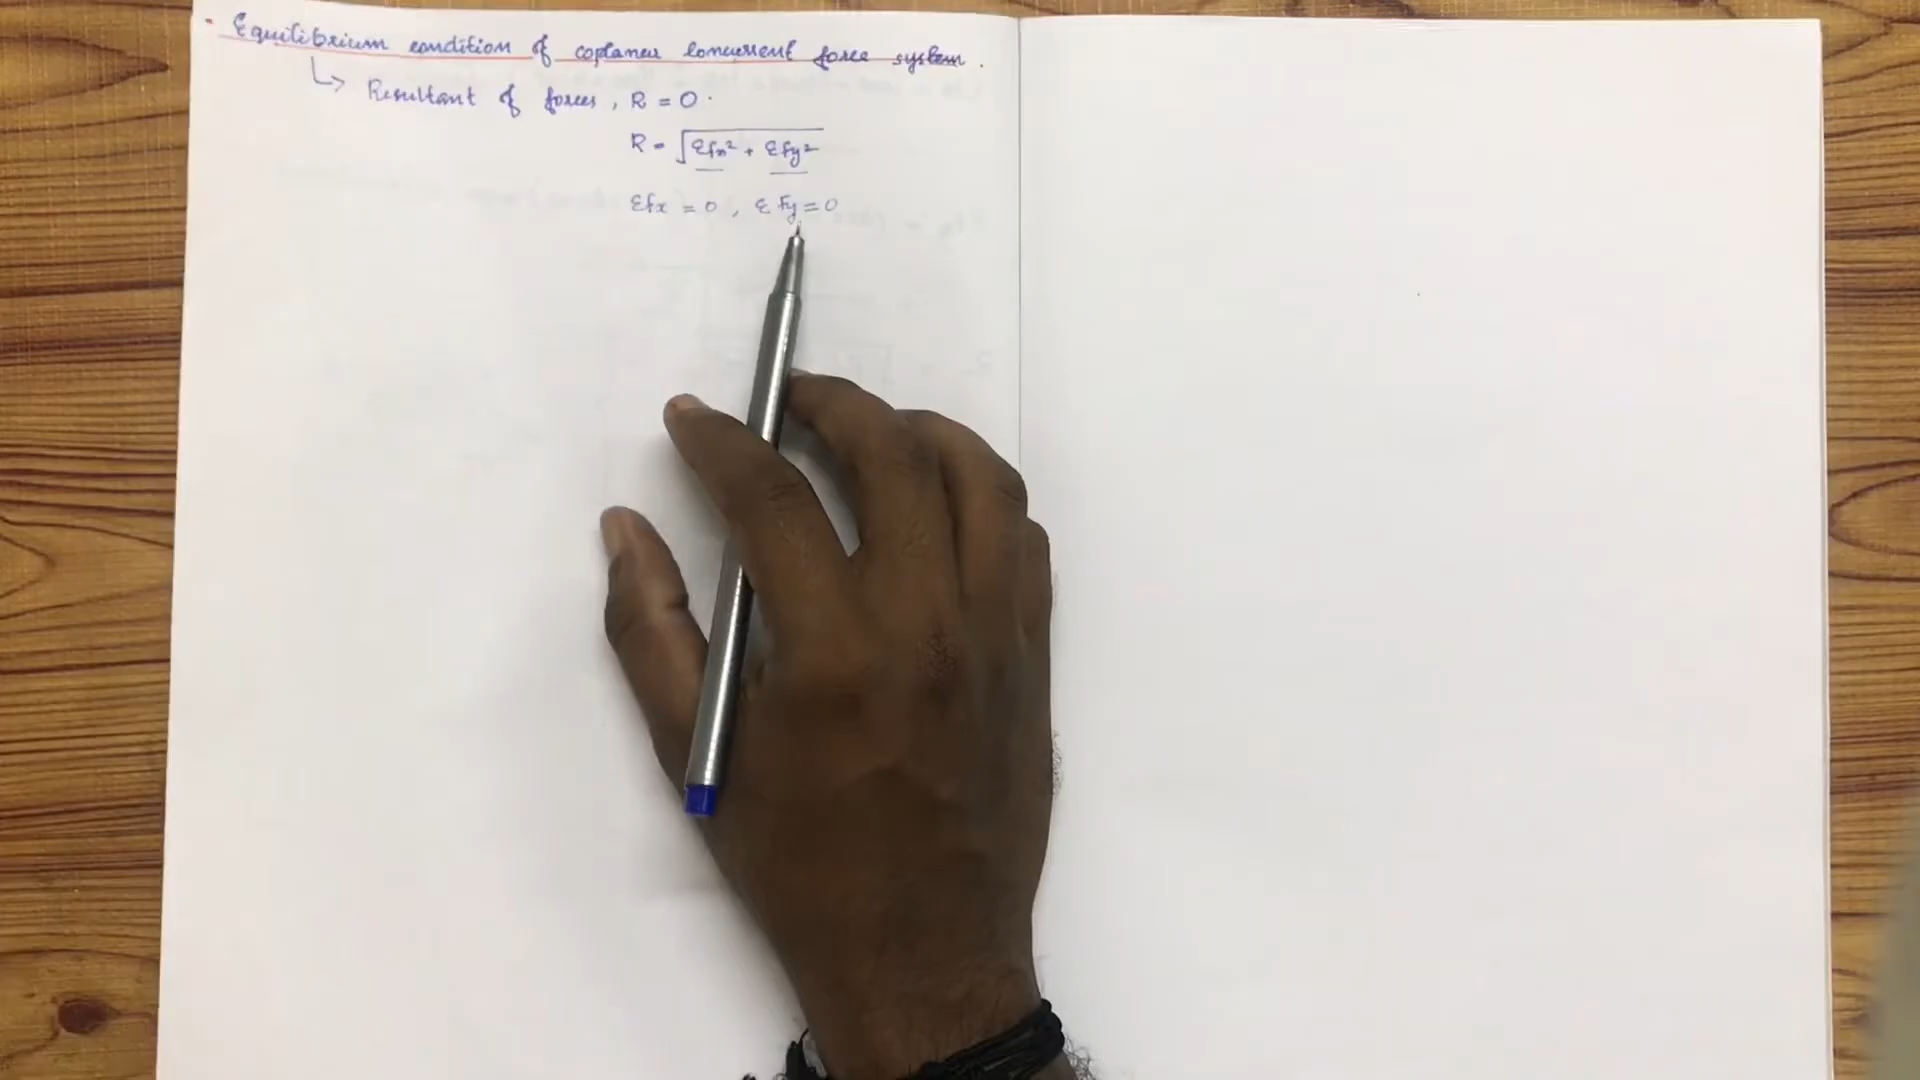 Equilibrium condition of coplanar concurrent force system.
↳ Resultant of forces, R = 0.
R = √Σfx² + Σfy²
Σfx = 0, ΣFy = 0